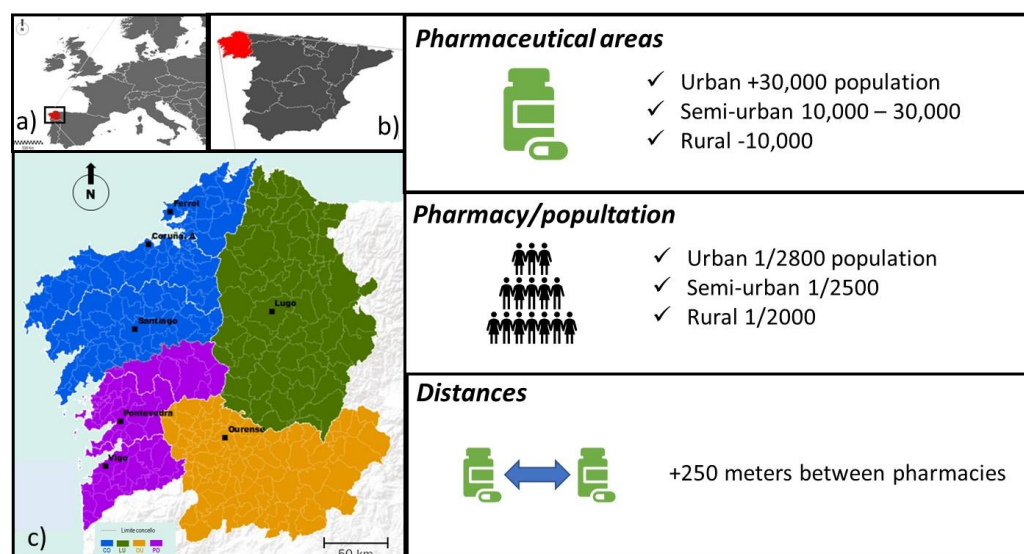 a)
b)
N
Ferrol
Coruña, A
Lugo
Santiago
Pontevedra
Ourense
Vigo
c)
Limite concello
CO LU OU PO
50 km
Pharmaceutical areas
✓ Urban +30,000 population
✓ Semi-urban 10,000 – 30,000
✓ Rural -10,000
Pharmacy/popultation
✓ Urban 1/2800 population
✓ Semi-urban 1/2500
✓ Rural 1/2000
Distances
+250 meters between pharmacies